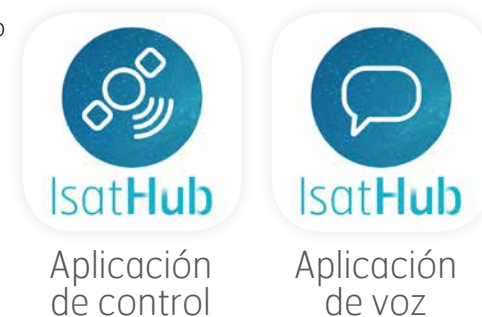 IsatHub
IsatHub
Aplicación
de control
Aplicación
de voz